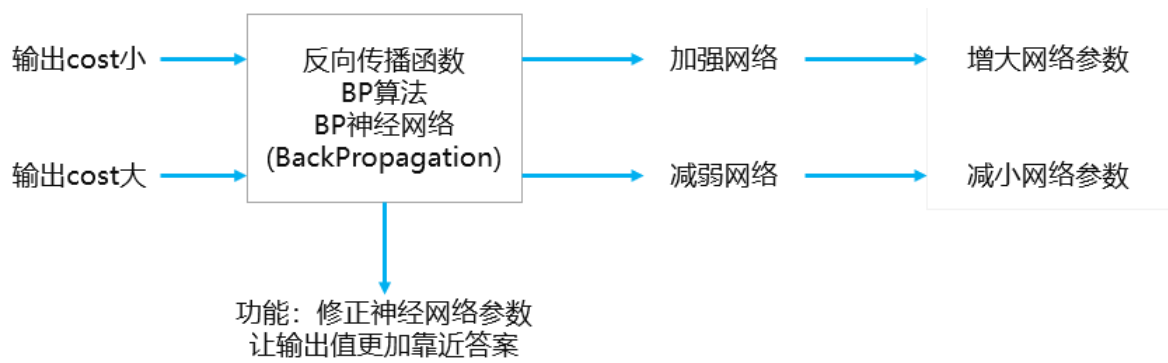 输出cost小
反向传播函数
BP算法
BP神经网络
(BackPropagation)
加强网络
增大网络参数
输出cost大
减弱网络
减小网络参数
功能：修正神经网络参数
让输出值更加靠近答案